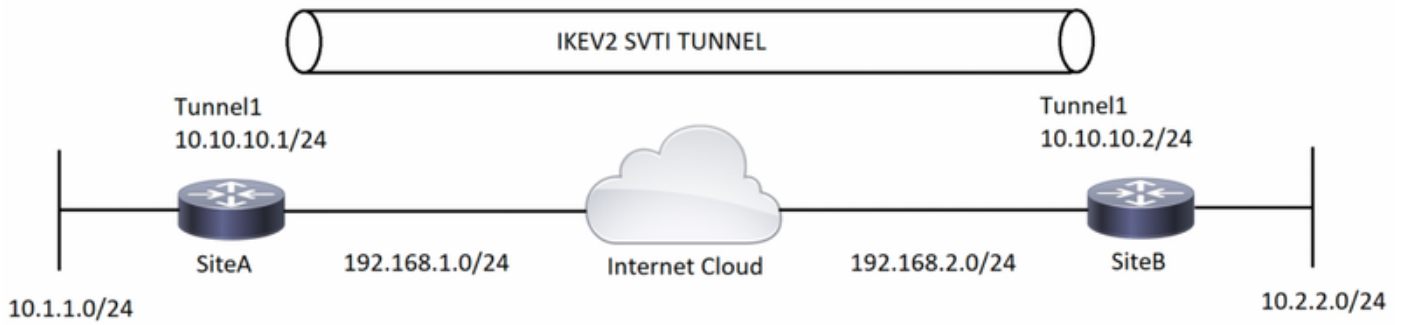 IKEV2 SVTI TUNNEL
Tunnel1
10.10.10.1/24
Tunnel1
10.10.10.2/24
SiteA
192.168.1.0/24
Internet Cloud
192.168.2.0/24
SiteB
10.1.1.0/24
10.2.2.0/24